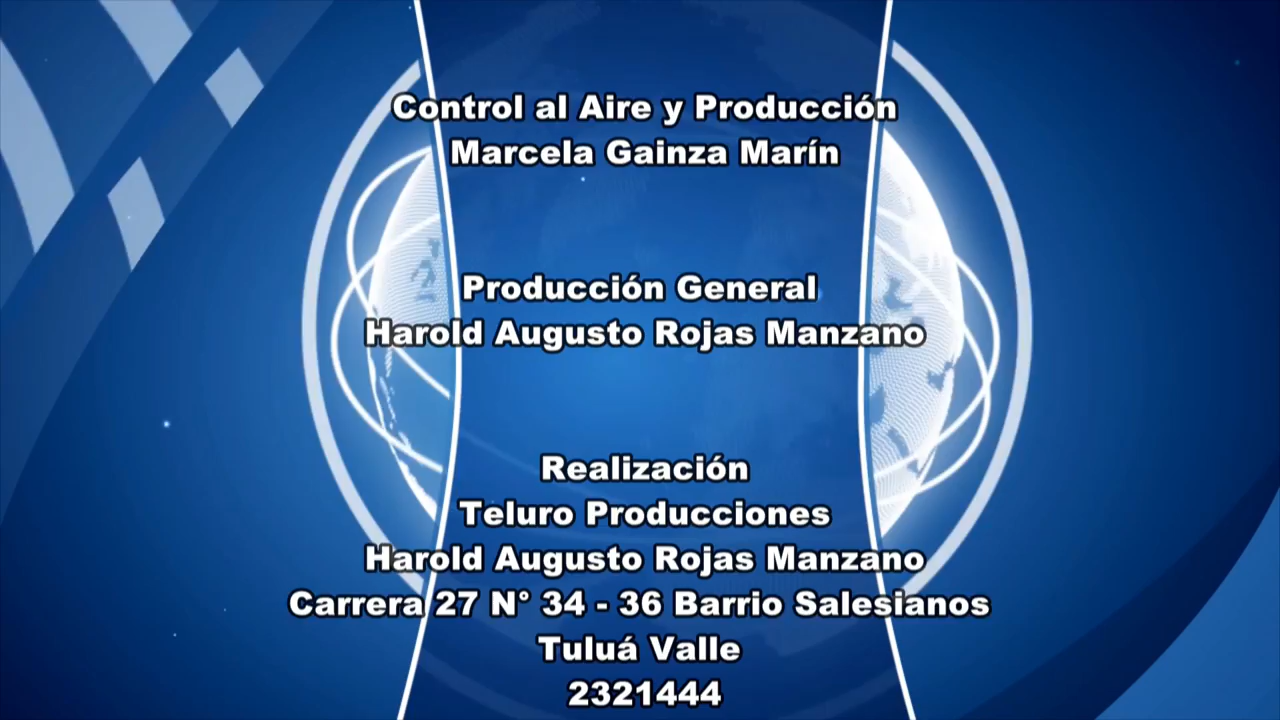 Control al Aire y Producción
Marcela Gainza Marín
Producción General
Harold Augusto Rojas Manzano
Realización
Teluro Producciones
Harold Augusto Rojas Manzano
Carrera 27 N° 34 - 36 Barrio Salesianos
Tuluá Valle
2321444